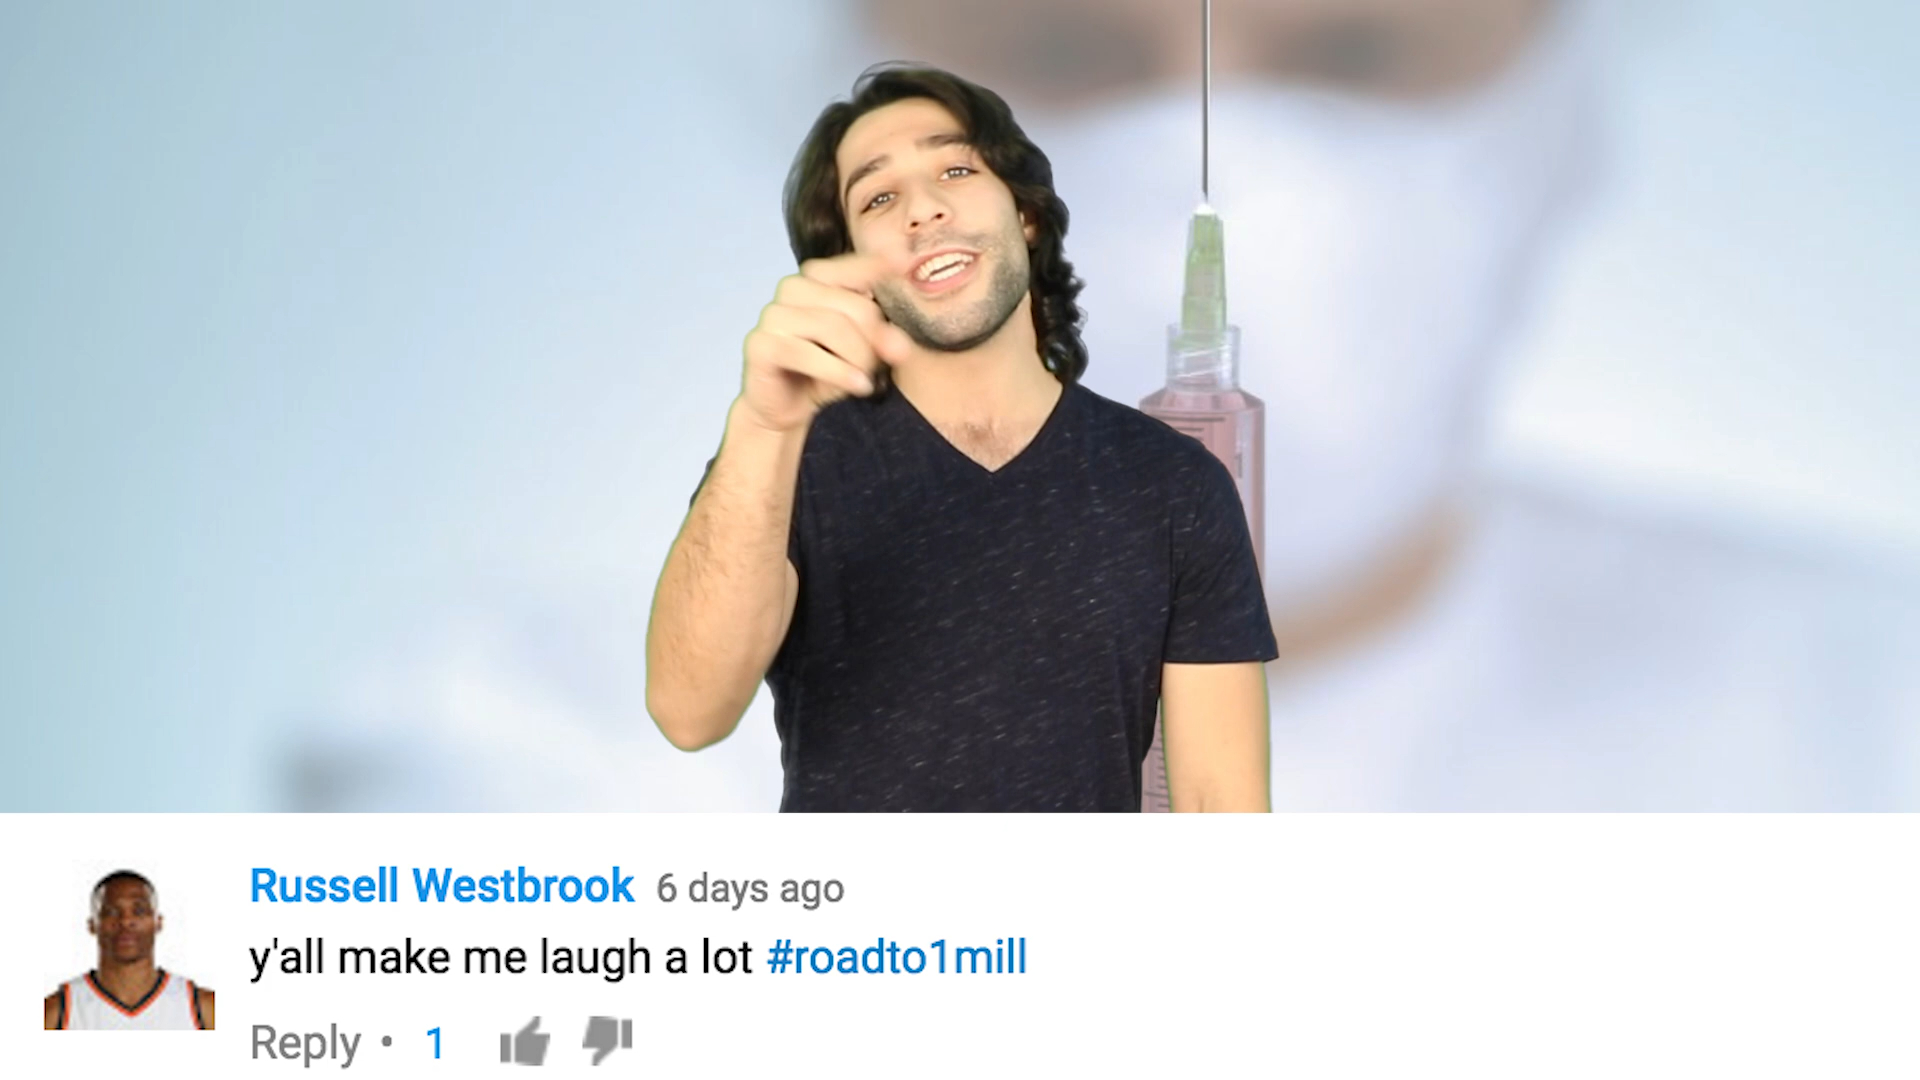 Russell Westbrook 6 days ago
y'all make me laugh a lot #roadto1mill
Reply • 1